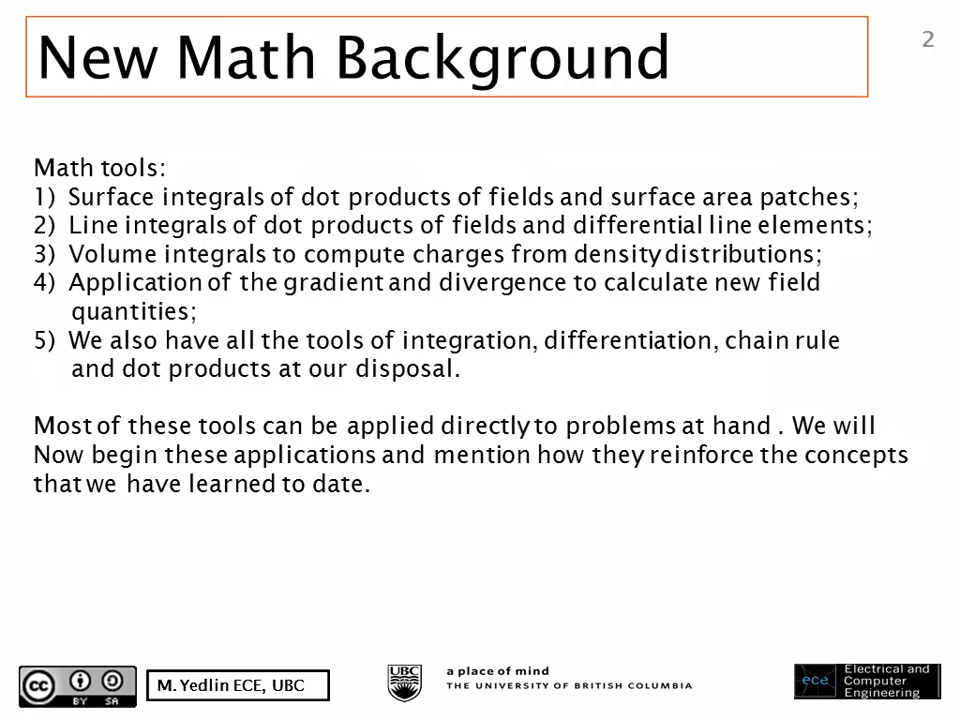 New Math Background
2
Math tools:
1) Surface integrals of dot products of fields and surface area patches;
2) Line integrals of dot products of fields and differential line elements;
3) Volume integrals to compute charges from density distributions;
4) Application of the gradient and divergence to calculate new field
quantities;
5) We also have all the tools of integration, differentiation, chain rule
and dot products at our disposal.
Most of these tools can be applied directly to problems at hand . We will
Now begin these applications and mention how they reinforce the concepts
that we have learned to date.
cc
BY SA
M. Yedlin ECE, UBC
UBC
a place of mind
THE UNIVERSITY OF BRITISH COLUMBIA
ece
Electrical and
Computer
Engineering